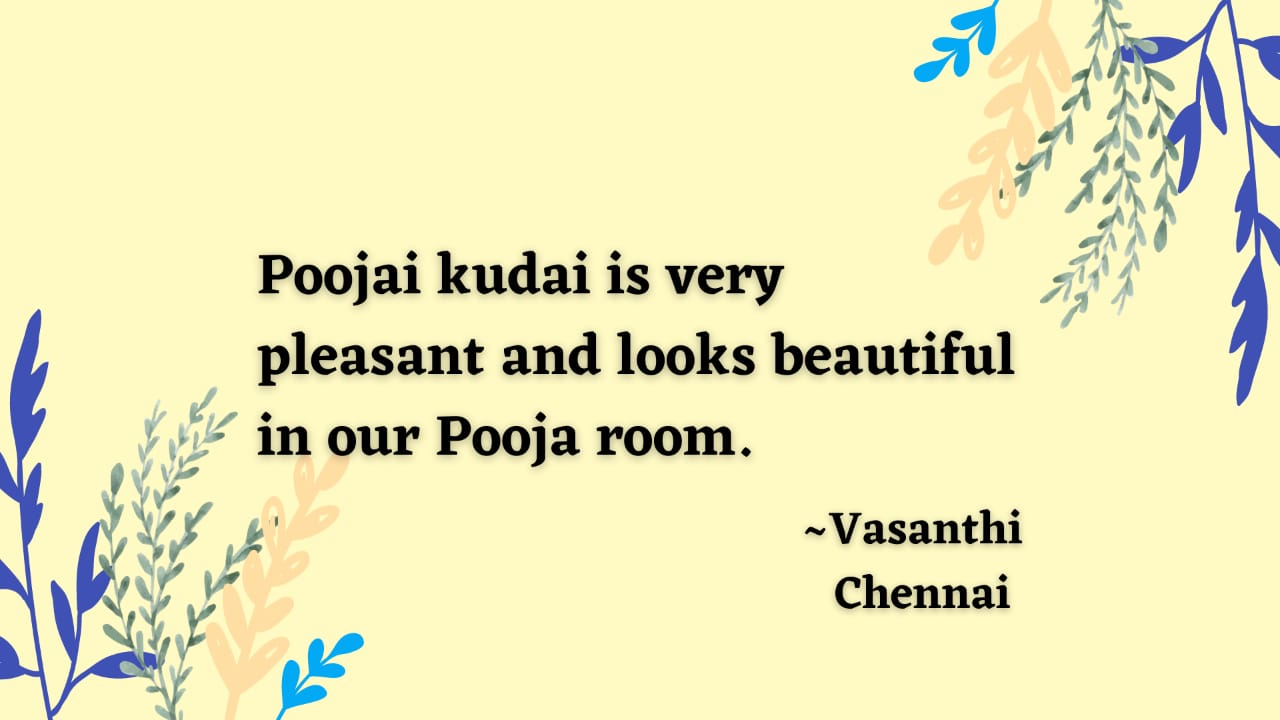 Poojai kudai is very
pleasant and looks beautiful
in our Pooja room.
~Vasanthi
Chennai